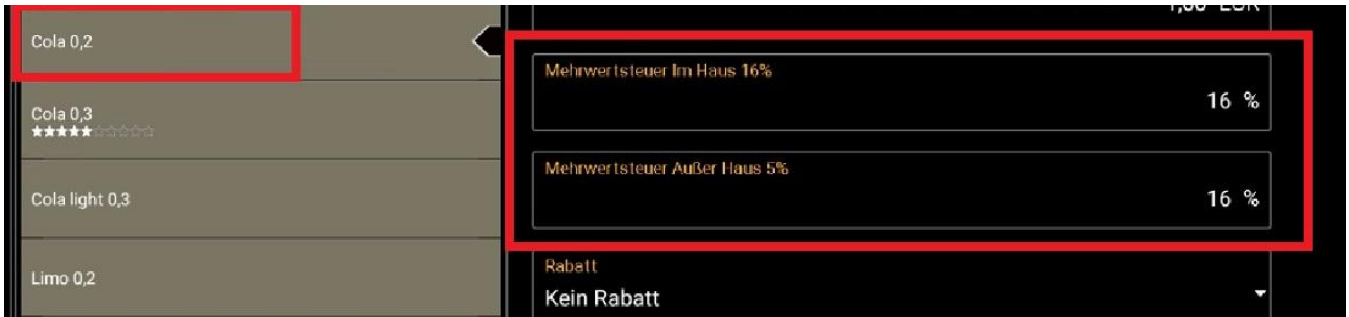 Cola 0,2
Cola 0,3
Cola light 0,3
Limo 0,2
Mehrwertsteuer Im Haus 16%
16 %
Mehrwertsteuer Außer Haus 5%
16 %
Rabatt
Kein Rabatt